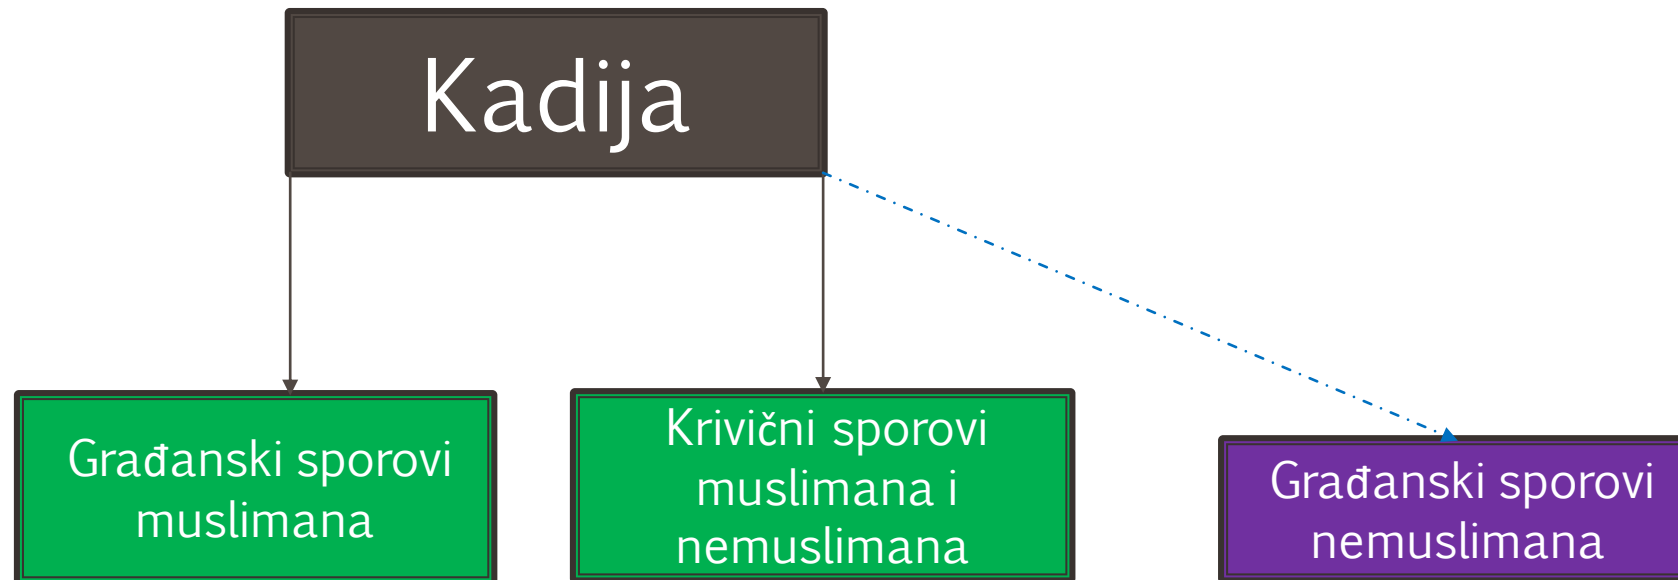 Kadija
Građanski sporovi
muslimana
Krivični sporovi
muslimana i
nemuslimana
Građanski sporovi
nemuslimana